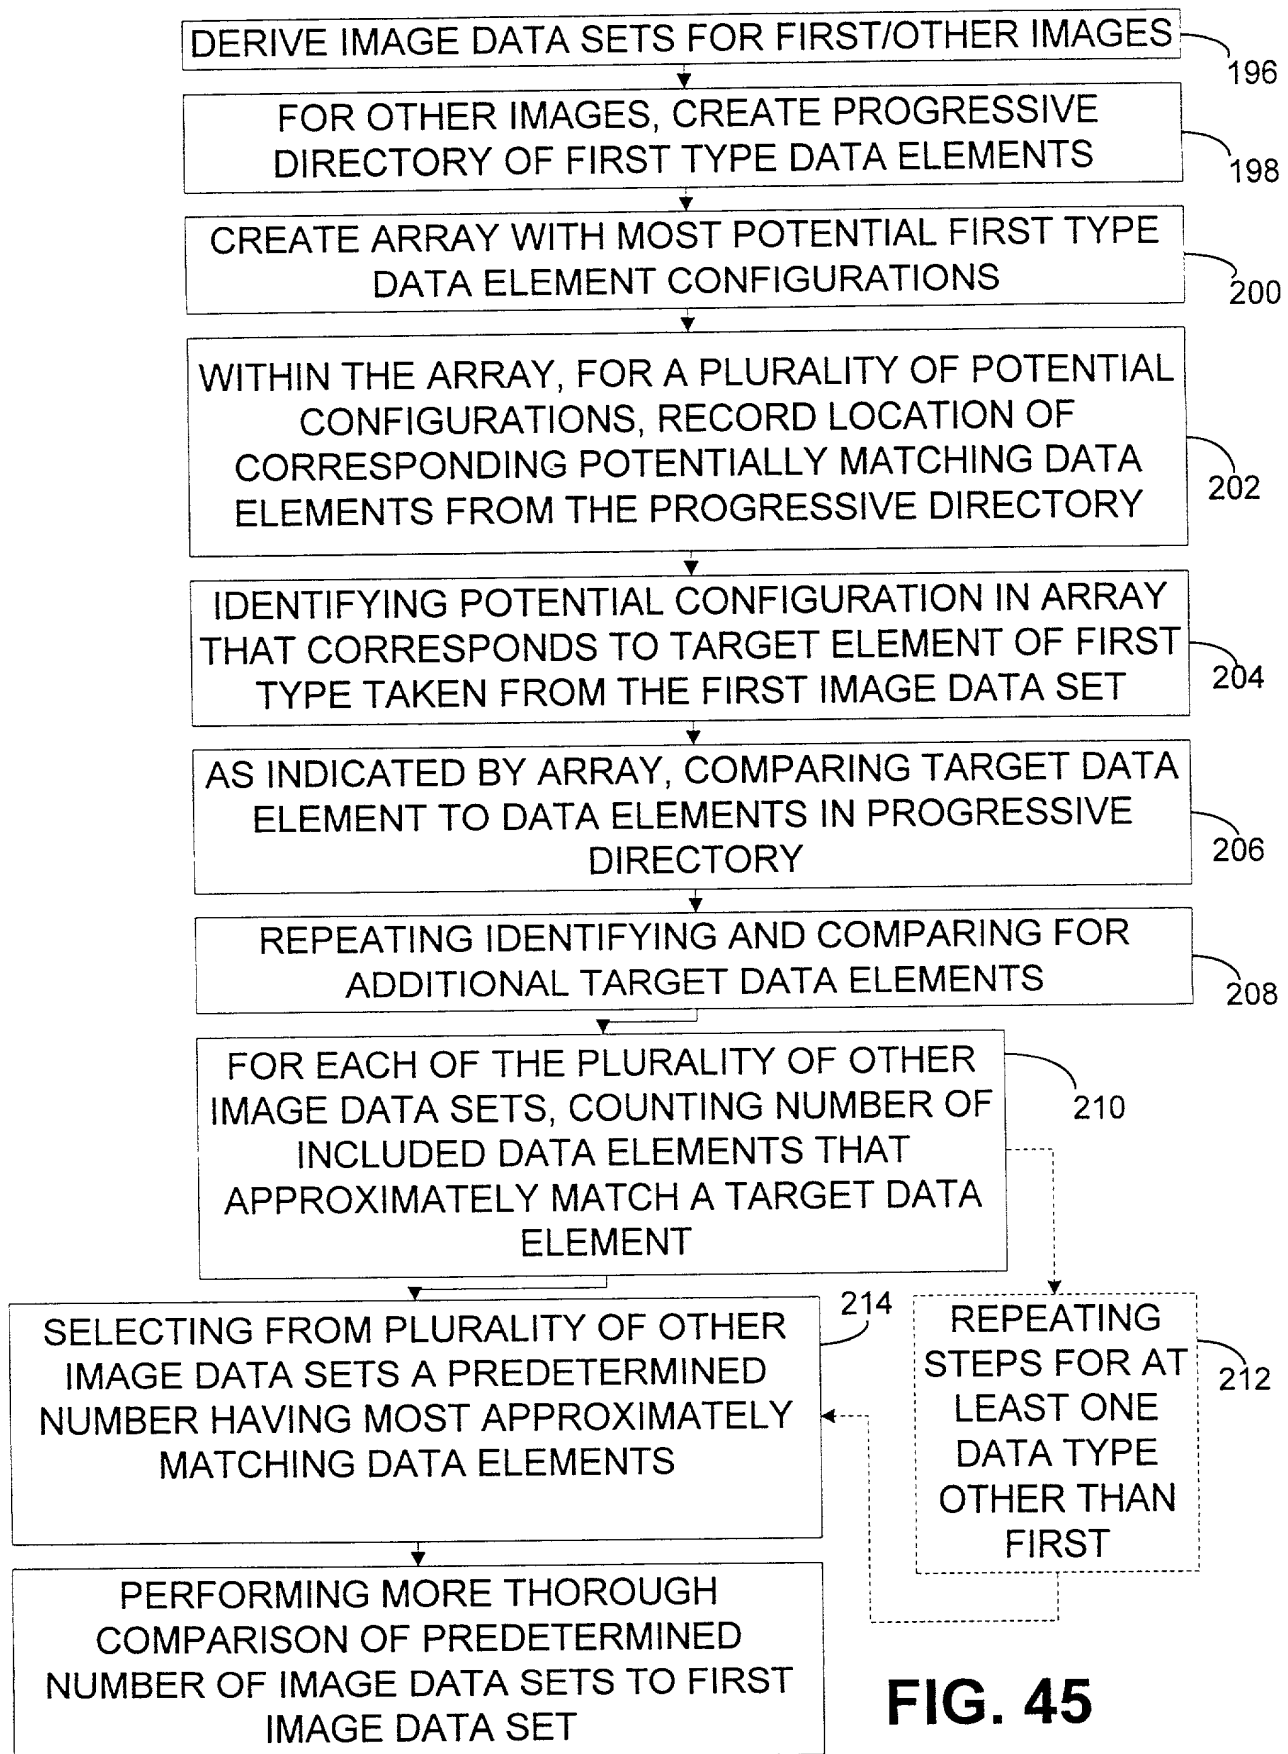 DERIVE IMAGE DATA SETS FOR FIRST/OTHER IMAGES
196
FOR OTHER IMAGES, CREATE PROGRESSIVE
DIRECTORY OF FIRST TYPE DATA ELEMENTS
198
CREATE ARRAY WITH MOST POTENTIAL FIRST TYPE
DATA ELEMENT CONFIGURATIONS
200
WITHIN THE ARRAY, FOR A PLURALITY OF POTENTIAL
CONFIGURATIONS, RECORD LOCATION OF
CORRESPONDING POTENTIALLY MATCHING DATA
ELEMENTS FROM THE PROGRESSIVE DIRECTORY
202
IDENTIFYING POTENTIAL CONFIGURATION IN ARRAY
THAT CORRESPONDS TO TARGET ELEMENT OF FIRST
TYPE TAKEN FROM THE FIRST IMAGE DATA SET
204
AS INDICATED BY ARRAY, COMPARING TARGET DATA
ELEMENT TO DATA ELEMENTS IN PROGRESSIVE
DIRECTORY
206
REPEATING IDENTIFYING AND COMPARING FOR
ADDITIONAL TARGET DATA ELEMENTS
208
FOR EACH OF THE PLURALITY OF OTHER
IMAGE DATA SETS, COUNTING NUMBER OF
INCLUDED DATA ELEMENTS THAT
APPROXIMATELY MATCH A TARGET DATA
ELEMENT
210
REPEATING
STEPS FOR AT
LEAST ONE
DATA TYPE
OTHER THAN
FIRST
212
SELECTING FROM PLURALITY OF OTHER
IMAGE DATA SETS A PREDETERMINED
NUMBER HAVING MOST APPROXIMATELY
MATCHING DATA ELEMENTS
214
PERFORMING MORE THOROUGH
COMPARISON OF PREDETERMINED
NUMBER OF IMAGE DATA SETS TO FIRST
IMAGE DATA SET
FIG. 45